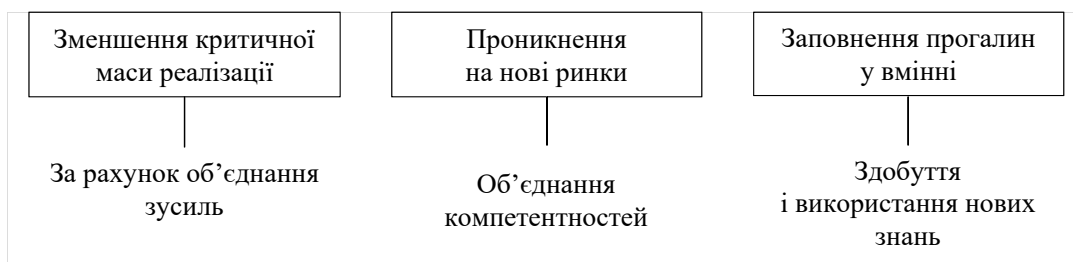 Зменшення критичної
маси реалізації
Проникнення
на нові ринки
Заповнення прогалин
у вмінні
За рахунок об’єднання
зусиль
Об’єднання
компетентностей
Здобуття
і використання нових
знань